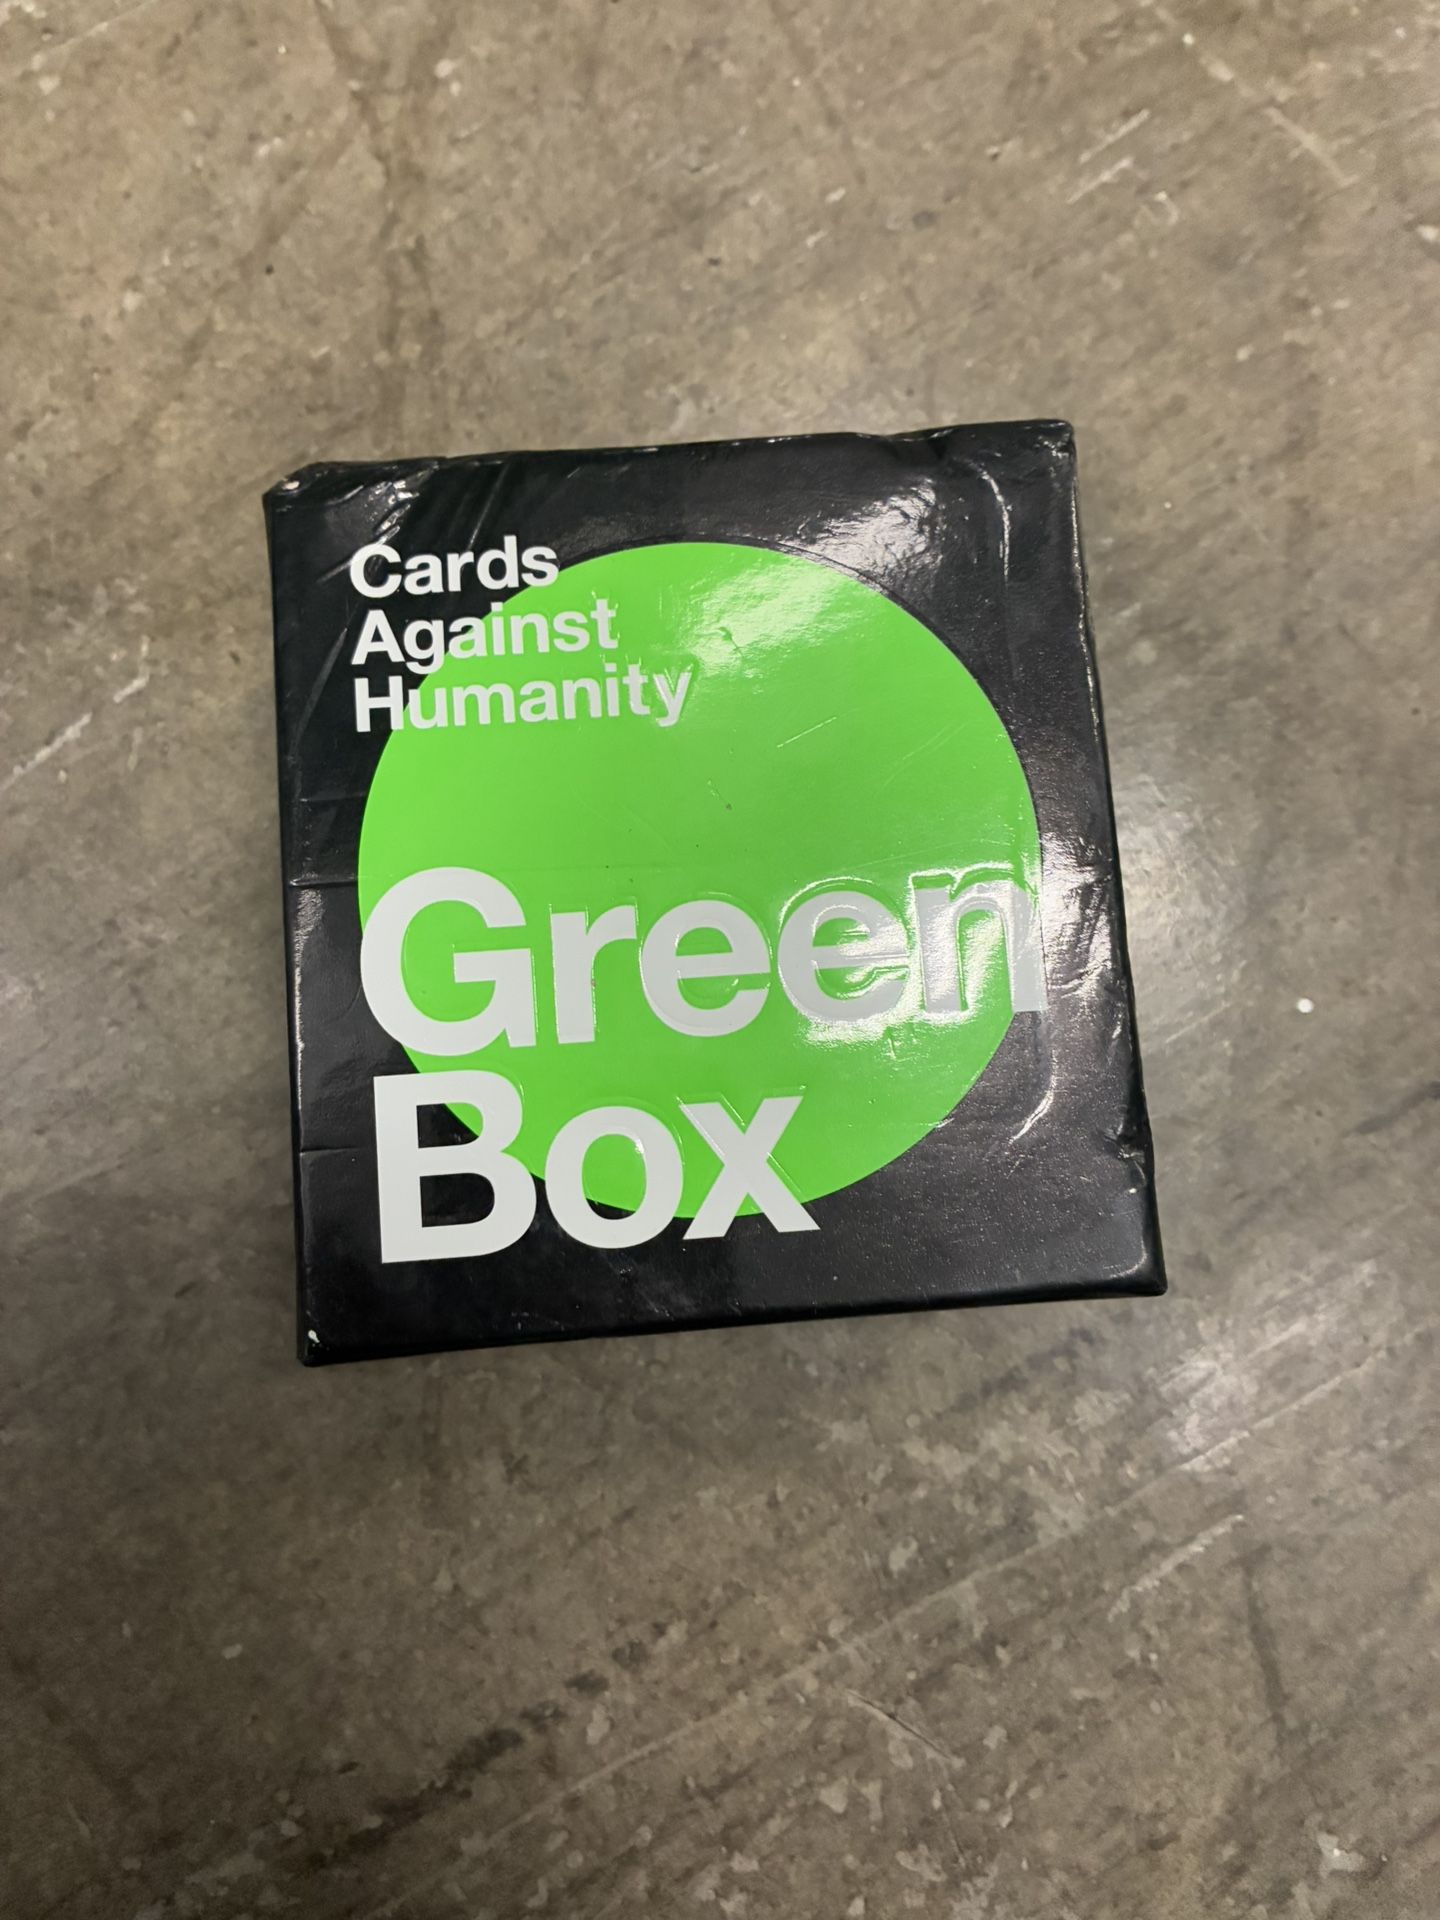 Cards
Against
Humanity
Green
Box